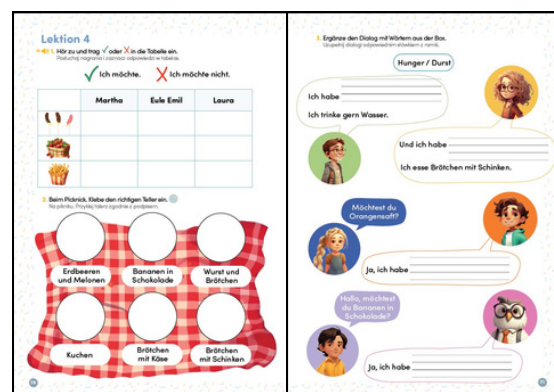 Lektion 4
1. Hör zu und trag ✓ oder X in die Tabelle ein.
Posłuchaj nagrania i zaznacz odpowiedzi w tabelce.
✓ Ich möchte. X Ich möchte nicht.
Martha Eule Emil Laura
2. Beim Picknick. Klebe den richtigen Teller ein.
Na pikniku. Przyklej talerz zgodnie z podpisem.
Erdbeeren
und Melonen
Bananen in
Schokolade
Wurst und
Brötchen
Kuchen
Brötchen
mit Käse
Brötchen
mit Schinken
3. Ergänze den Dialog mit Wörtern aus der Box.
Uzupełnij dialogi odpowiednim słówkiem z ramki.
Hunger / Durst
Ich habe
Ich trinke gern Wasser.
Und ich habe
Ich esse Brötchen mit Schinken.
Möchtest du
Orangensaft?
Ja, ich habe
Hallo, möchtest
du Bananen in
Schokolade?
Ja, ich habe